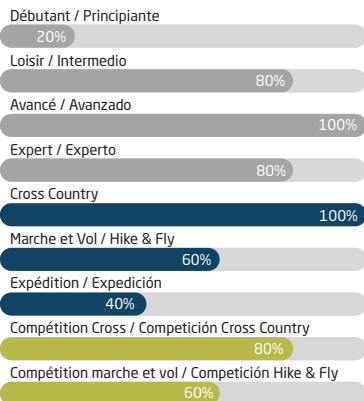 Débutant / Principiante
20%
Loisir / Intermedio
80%
Avancé / Avanzado
100%
Expert / Experto
80%
Cross Country
100%
Marche et Vol / Hike & Fly
60%
Expédition / Expedición
40%
Compétition Cross / Competición Cross Country
80%
Compétition marche et vol / Competición Hike & Fly
60%